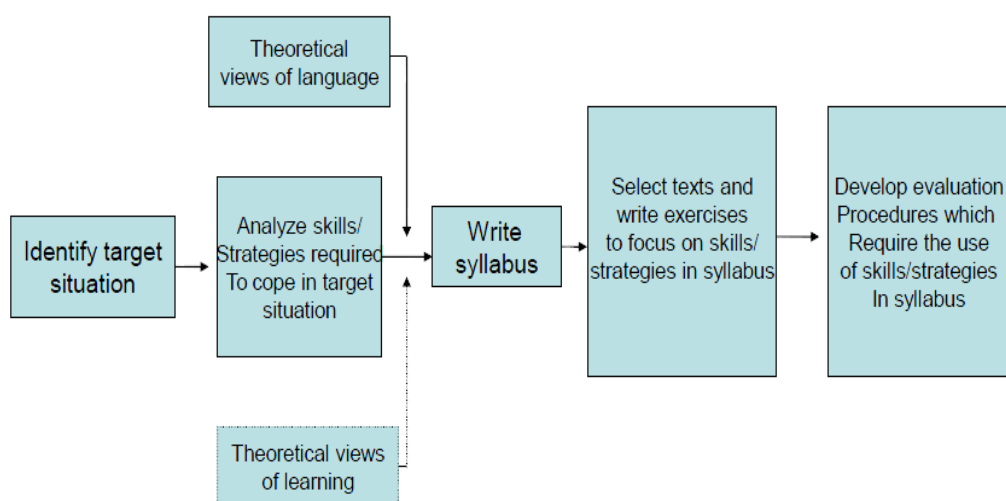 Theoretical
views of language
Identify target
situation
Analyze skills/
Strategies required
To cope in target
situation
Write
syllabus
Select texts and
write exercises
to focus on skills/
strategies in syllabus
Develop evaluation
Procedures which
Require the use
of skills/strategies
In syllabus
Theoretical views
of learning